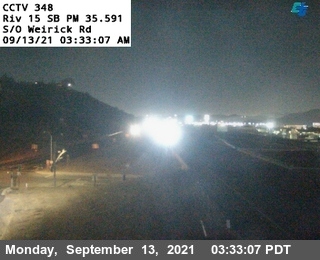 CCTV 348
Riv 15 SB PM 35.591
S/O Weirick Rd
09/13/21 03:33:07 AM
Monday, September 13, 2021 03:33:07 PDT